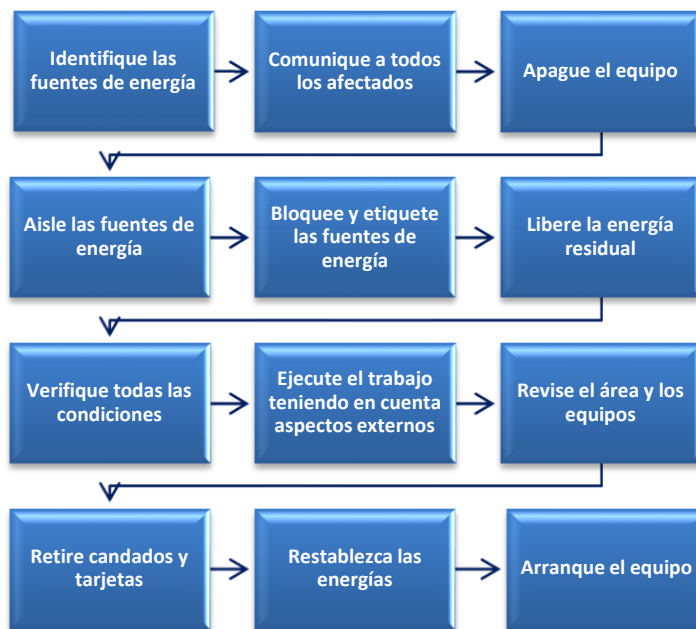 Identifique las
fuentes de energía
Comunique a todos
los afectados
Apague el equipo
Aisle las fuentes de
energía
Bloquee y etiquete
las fuentes de
energía
Libere la energía
residual
Verifique todas las
condiciones
Ejecute el trabajo
teniendo en cuenta
aspectos externos
Revise el área y los
equipos
Retire candados y
tarjetas
Restablezca las
energías
Arranque el equipo